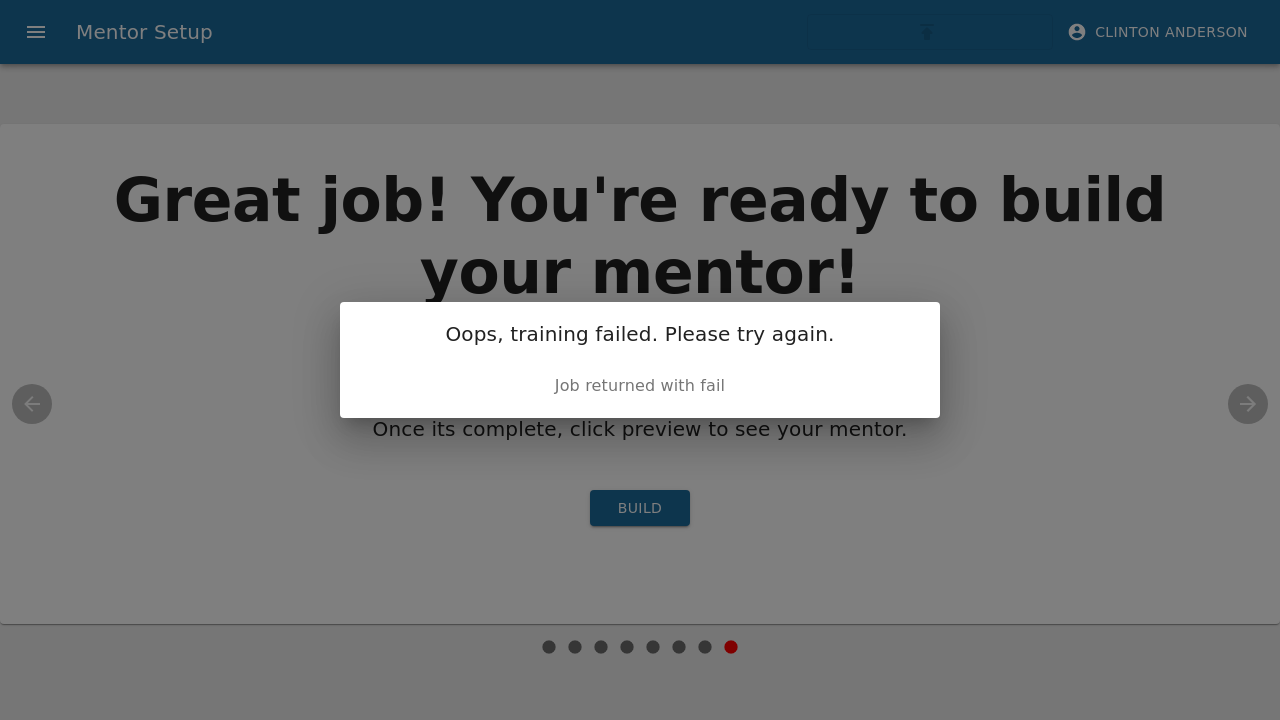 Mentor Setup
CLINTON ANDERSON
Great job! You're ready to build
your mentor!
Oops, training failed. Please try again.
Job returned with fail
Once its complete, click preview to see your mentor.
BUILD